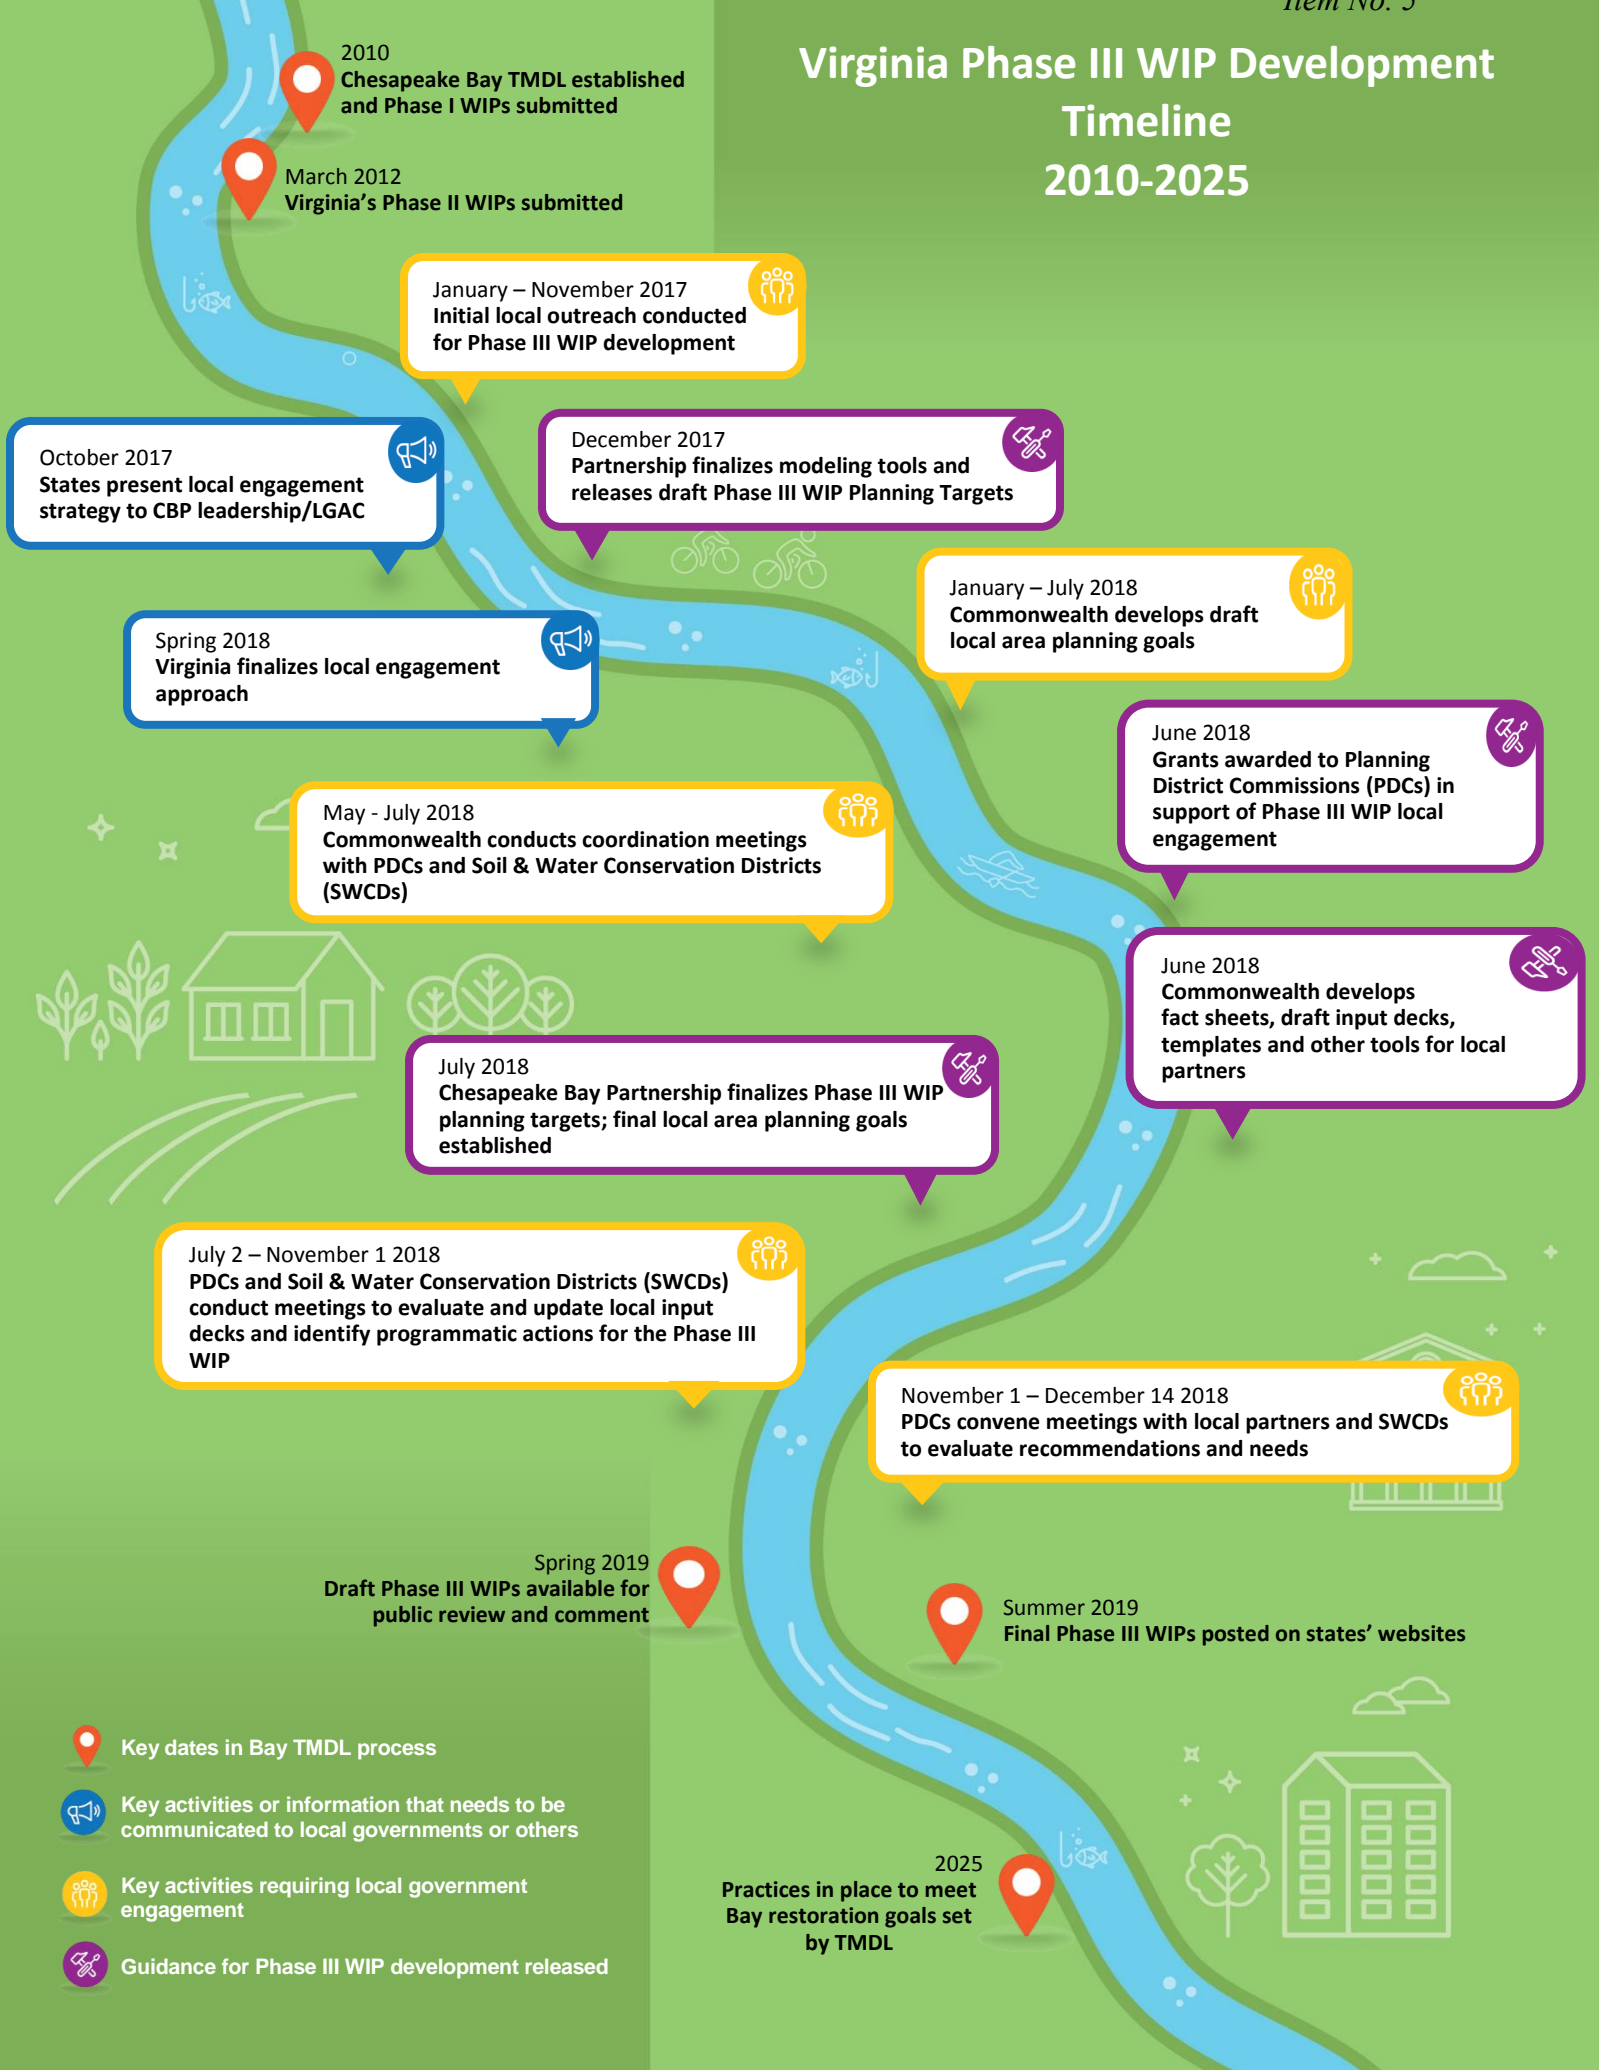 Item No. 5
Virginia Phase III WIP Development
Timeline
2010-2025
2010
Chesapeake Bay TMDL established
and Phase I WIPs submitted
March 2012
Virginia’s Phase II WIPs submitted
January – November 2017
Initial local outreach conducted
for Phase III WIP development
October 2017
States present local engagement
strategy to CBP leadership/LGAC
December 2017
Partnership finalizes modeling tools and
releases draft Phase III WIP Planning Targets
January – July 2018
Commonwealth develops draft
local area planning goals
Spring 2018
Virginia finalizes local engagement
approach
June 2018
Grants awarded to Planning
District Commissions (PDCs) in
support of Phase III WIP local
engagement
May - July 2018
Commonwealth conducts coordination meetings
with PDCs and Soil & Water Conservation Districts
(SWCDs)
June 2018
Commonwealth develops
fact sheets, draft input decks,
templates and other tools for local
partners
July 2018
Chesapeake Bay Partnership finalizes Phase III WIP
planning targets; final local area planning goals
established
July 2 – November 1 2018
PDCs and Soil & Water Conservation Districts (SWCDs)
conduct meetings to evaluate and update local input
decks and identify programmatic actions for the Phase III
WIP
November 1 – December 14 2018
PDCs convene meetings with local partners and SWCDs
to evaluate recommendations and needs
Spring 2019
Draft Phase III WIPs available for
public review and comment
Summer 2019
Final Phase III WIPs posted on states’ websites
Key dates in Bay TMDL process
Key activities or information that needs to be
communicated to local governments or others
Key activities requiring local government
engagement
Guidance for Phase III WIP development released
2025
Practices in place to meet
Bay restoration goals set
by TMDL